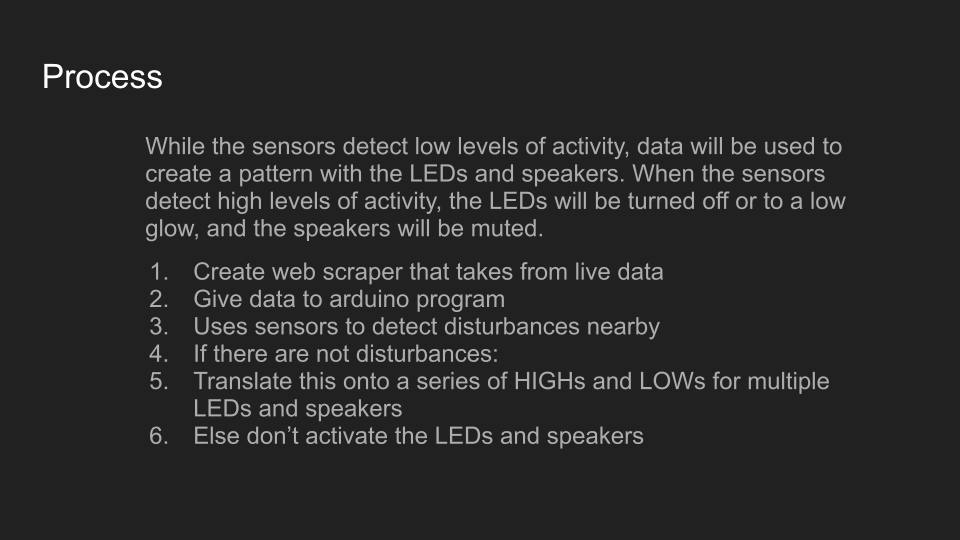 Process
While the sensors detect low levels of activity, data will be used to
create a pattern with the LEDs and speakers. When the sensors
detect high levels of activity, the LEDs will be turned off or to a low
glow, and the speakers will be muted.
1. Create web scraper that takes from live data
2. Give data to arduino program
3. Uses sensors to detect disturbances nearby
4. If there are not disturbances:
5. Translate this onto a series of HIGHs and LOWs for multiple
LEDs and speakers
6. Else don’t activate the LEDs and speakers